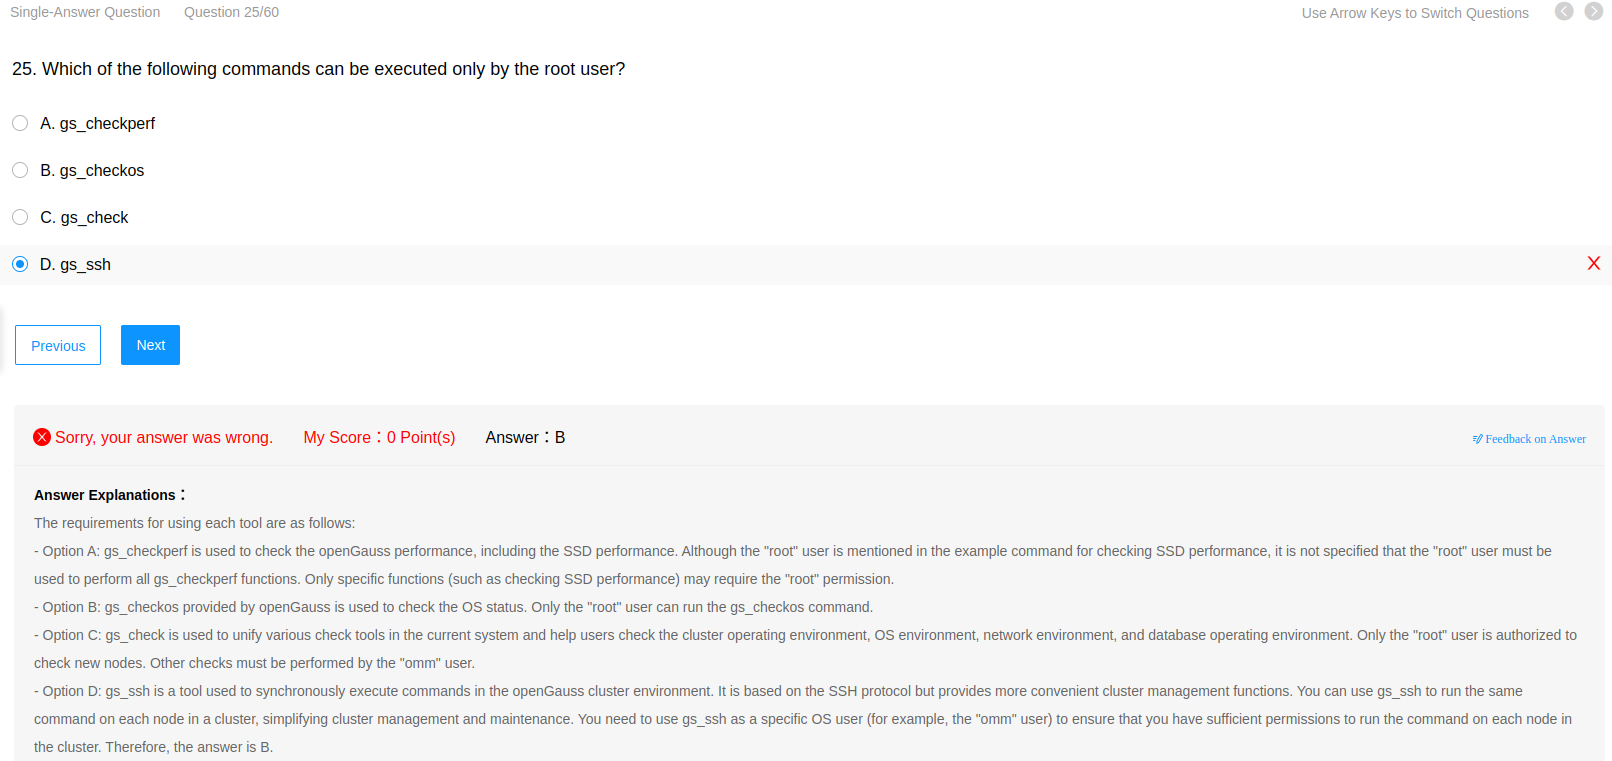 Single-Answer Question Question 25/60 Use Arrow Keys to Switch Questions
25. Which of the following commands can be executed only by the root user?
A. gs_checkperf
B. gs_checkos
C. gs_check
D. gs_ssh
Previous Next
Sorry, your answer was wrong. My Score：0 Point(s) Answer：B Feedback on Answer
Answer Explanations：
The requirements for using each tool are as follows:
- Option A: gs_checkperf is used to check the openGauss performance, including the SSD performance. Although the "root" user is mentioned in the example command for checking SSD performance, it is not specified that the "root" user must be
used to perform all gs_checkperf functions. Only specific functions (such as checking SSD performance) may require the "root" permission.
- Option B: gs_checkos provided by openGauss is used to check the OS status. Only the "root" user can run the gs_checkos command.
- Option C: gs_check is used to unify various check tools in the current system and help users check the cluster operating environment, OS environment, network environment, and database operating environment. Only the "root" user is authorized to
check new nodes. Other checks must be performed by the "omm" user.
- Option D: gs_ssh is a tool used to synchronously execute commands in the openGauss cluster environment. It is based on the SSH protocol but provides more convenient cluster management functions. You can use gs_ssh to run the same
command on each node in a cluster, simplifying cluster management and maintenance. You need to use gs_ssh as a specific OS user (for example, the "omm" user) to ensure that you have sufficient permissions to run the command on each node in
the cluster. Therefore, the answer is B.